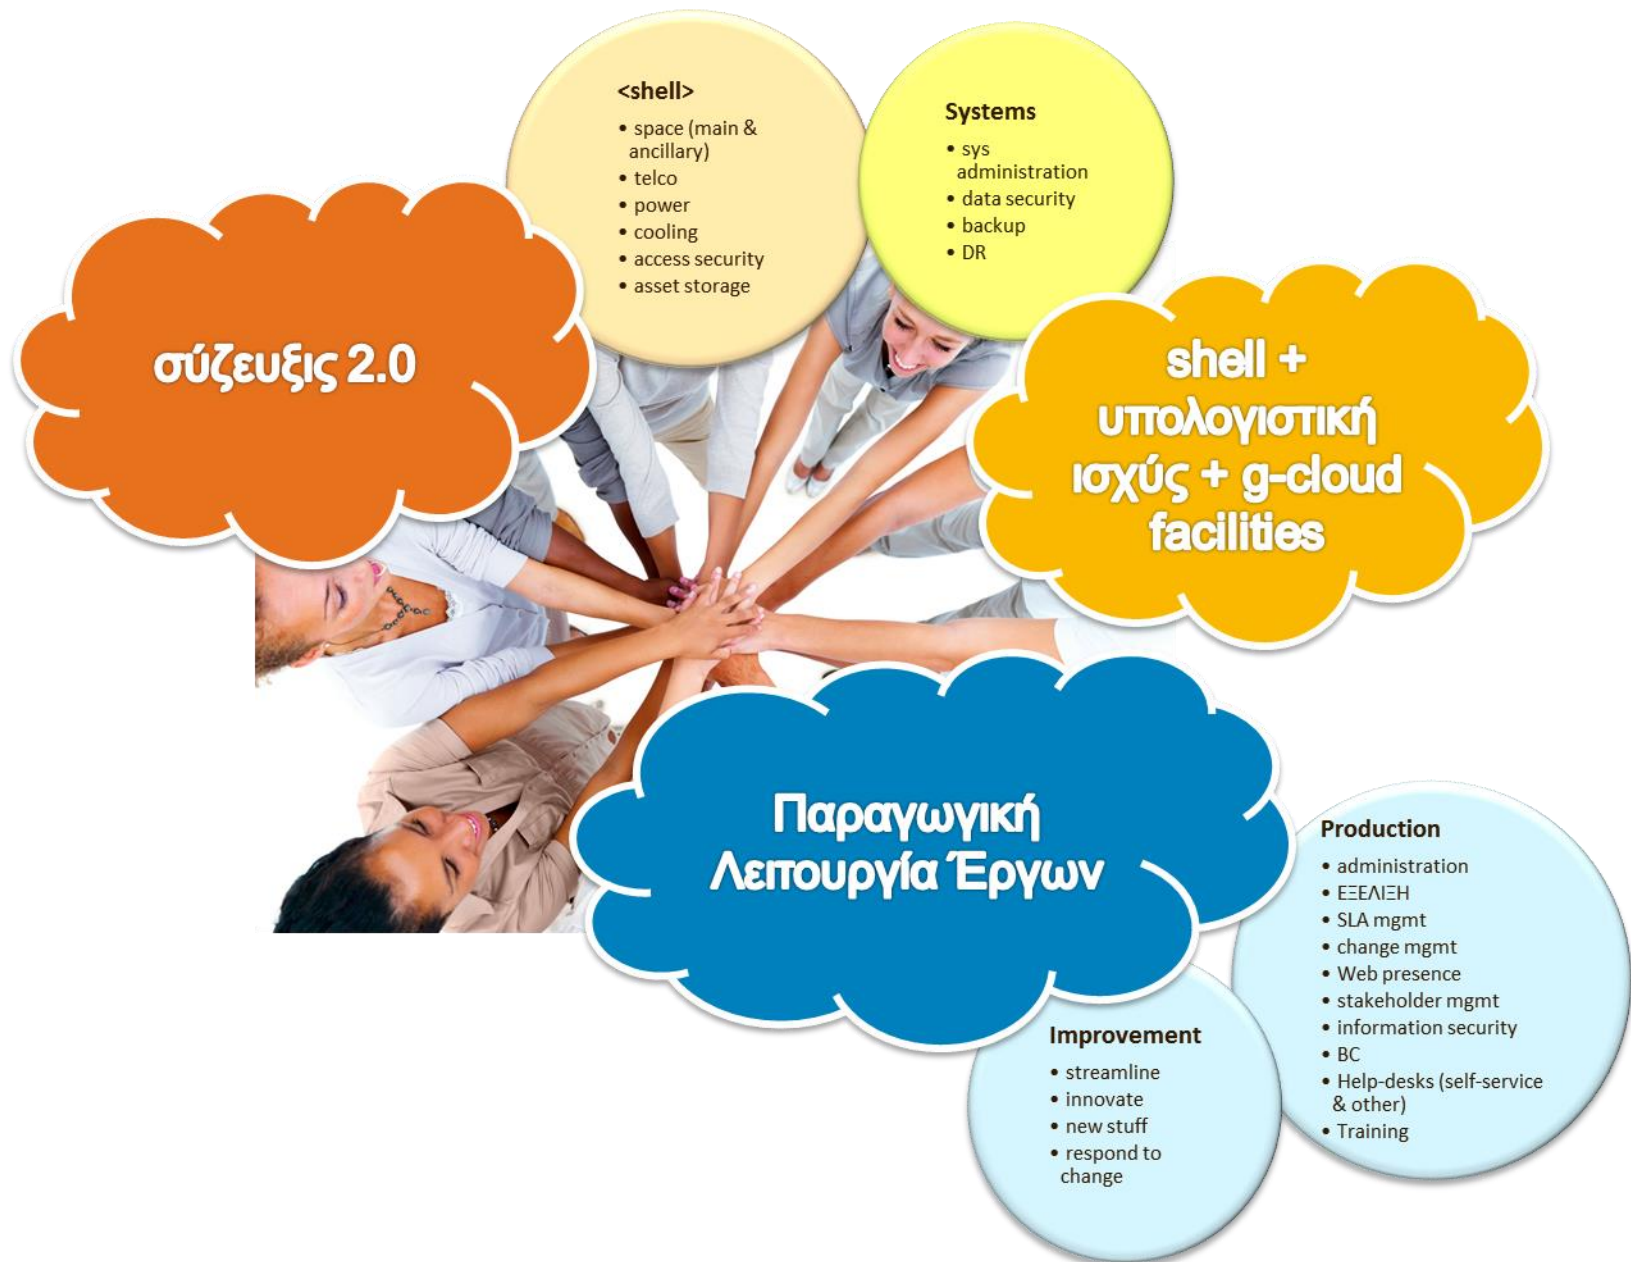 <shell>
• space (main &
ancillary)
• telco
• power
• cooling
• access security
• asset storage
Systems
• sys
administration
• data security
• backup
• DR
σύζευξις 2.0
shell +
υπολογιστική
ισχύς + g-cloud
facilities
Παραγωγική
Λειτουργία Έργων
Production
• administration
• ΕΞΕΛΙΞΗ
• SLA mgmt
• change mgmt
• Web presence
• stakeholder mgmt
• information security
• BC
• Help-desks (self-service
& other)
• Training
Improvement
• streamline
• innovate
• new stuff
• respond to
change